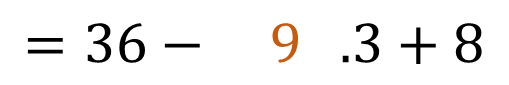 = 36 − 9 .3 + 8